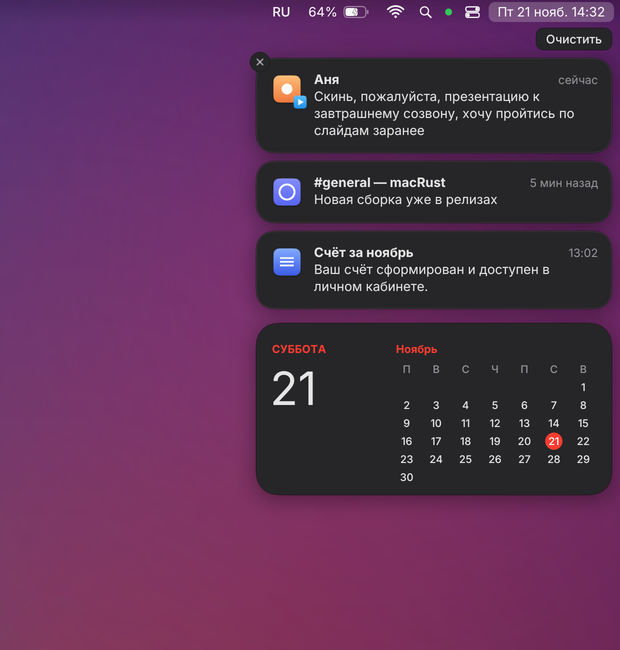 RU 64% Пт 21 нояб. 14:32
Очистить
Аня сейчас
Скинь, пожалуйста, презентацию к
завтрашнему созвону, хочу пройтись по
слайдам заранее
#general — macRust 5 мин назад
Новая сборка уже в релизах
Счёт за ноябрь 13:02
Ваш счёт сформирован и доступен в
личном кабинете.
СУББОТА
21
Ноябрь
П В С Ч П С В
1
2 3 4 5 6 7 8
9 10 11 12 13 14 15
16 17 18 19 20 21 22
23 24 25 26 27 28 29
30